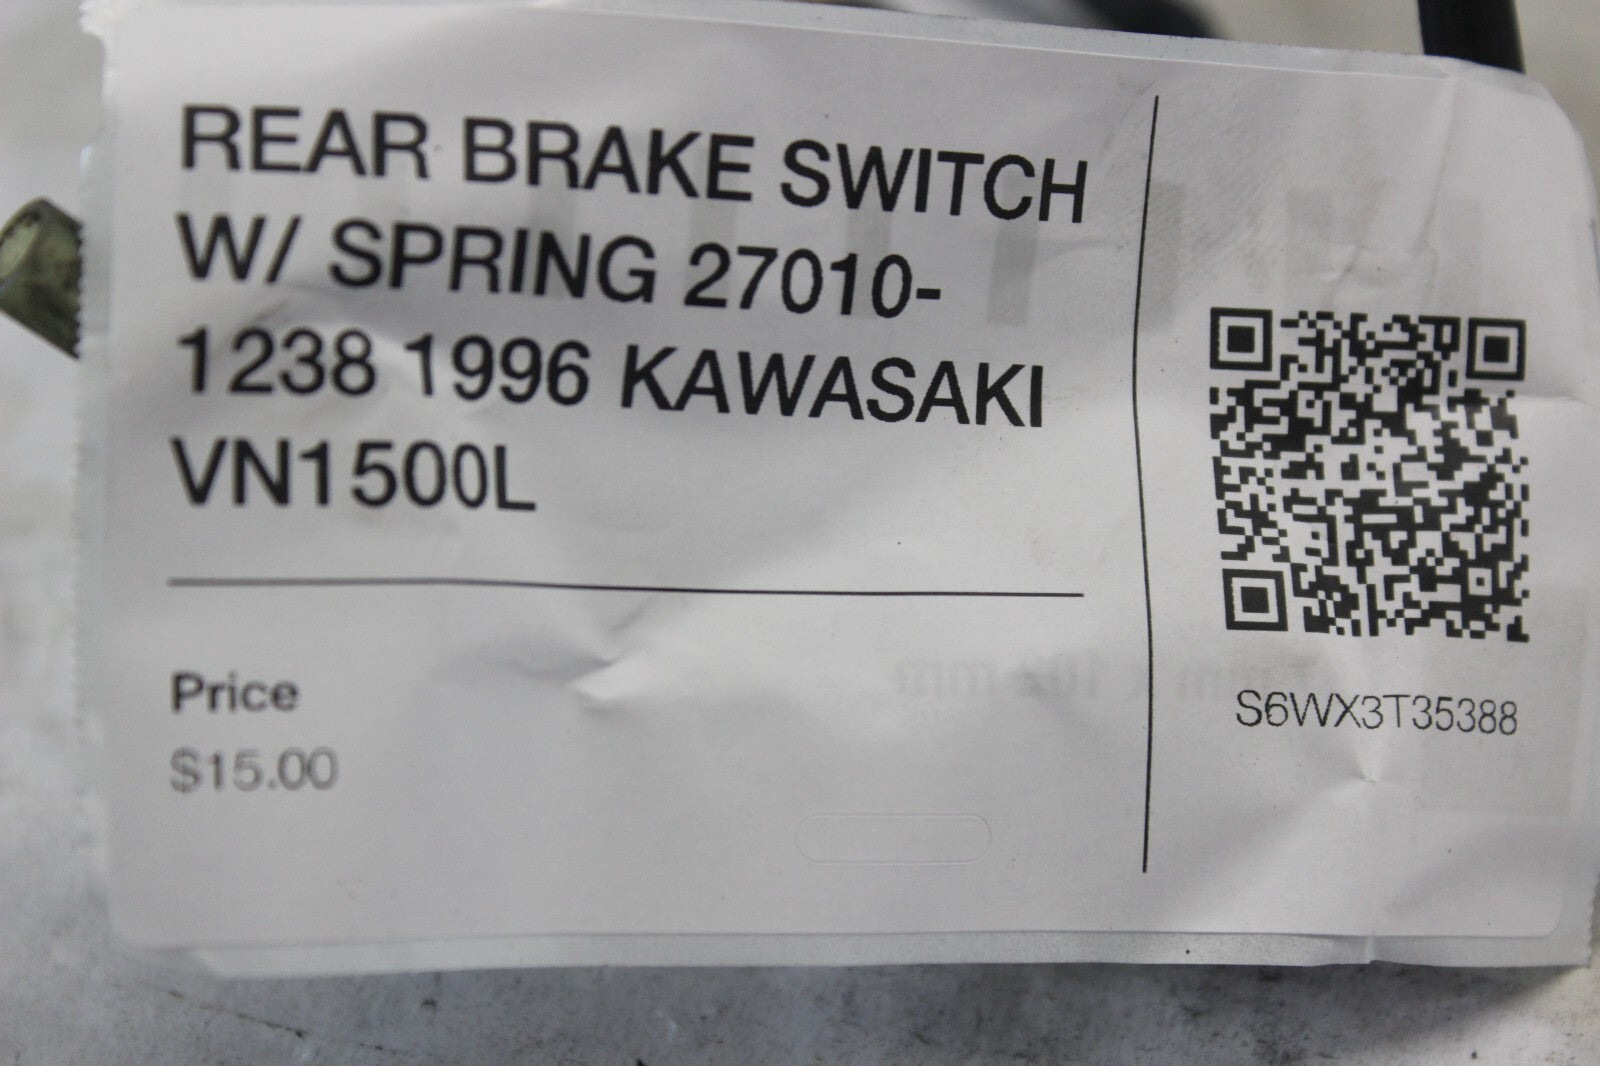 REAR BRAKE SWITCH
W/ SPRING 27010-
1238 1996 KAWASAKI
VN1500L
Price
$15.00
S6WX3T35388